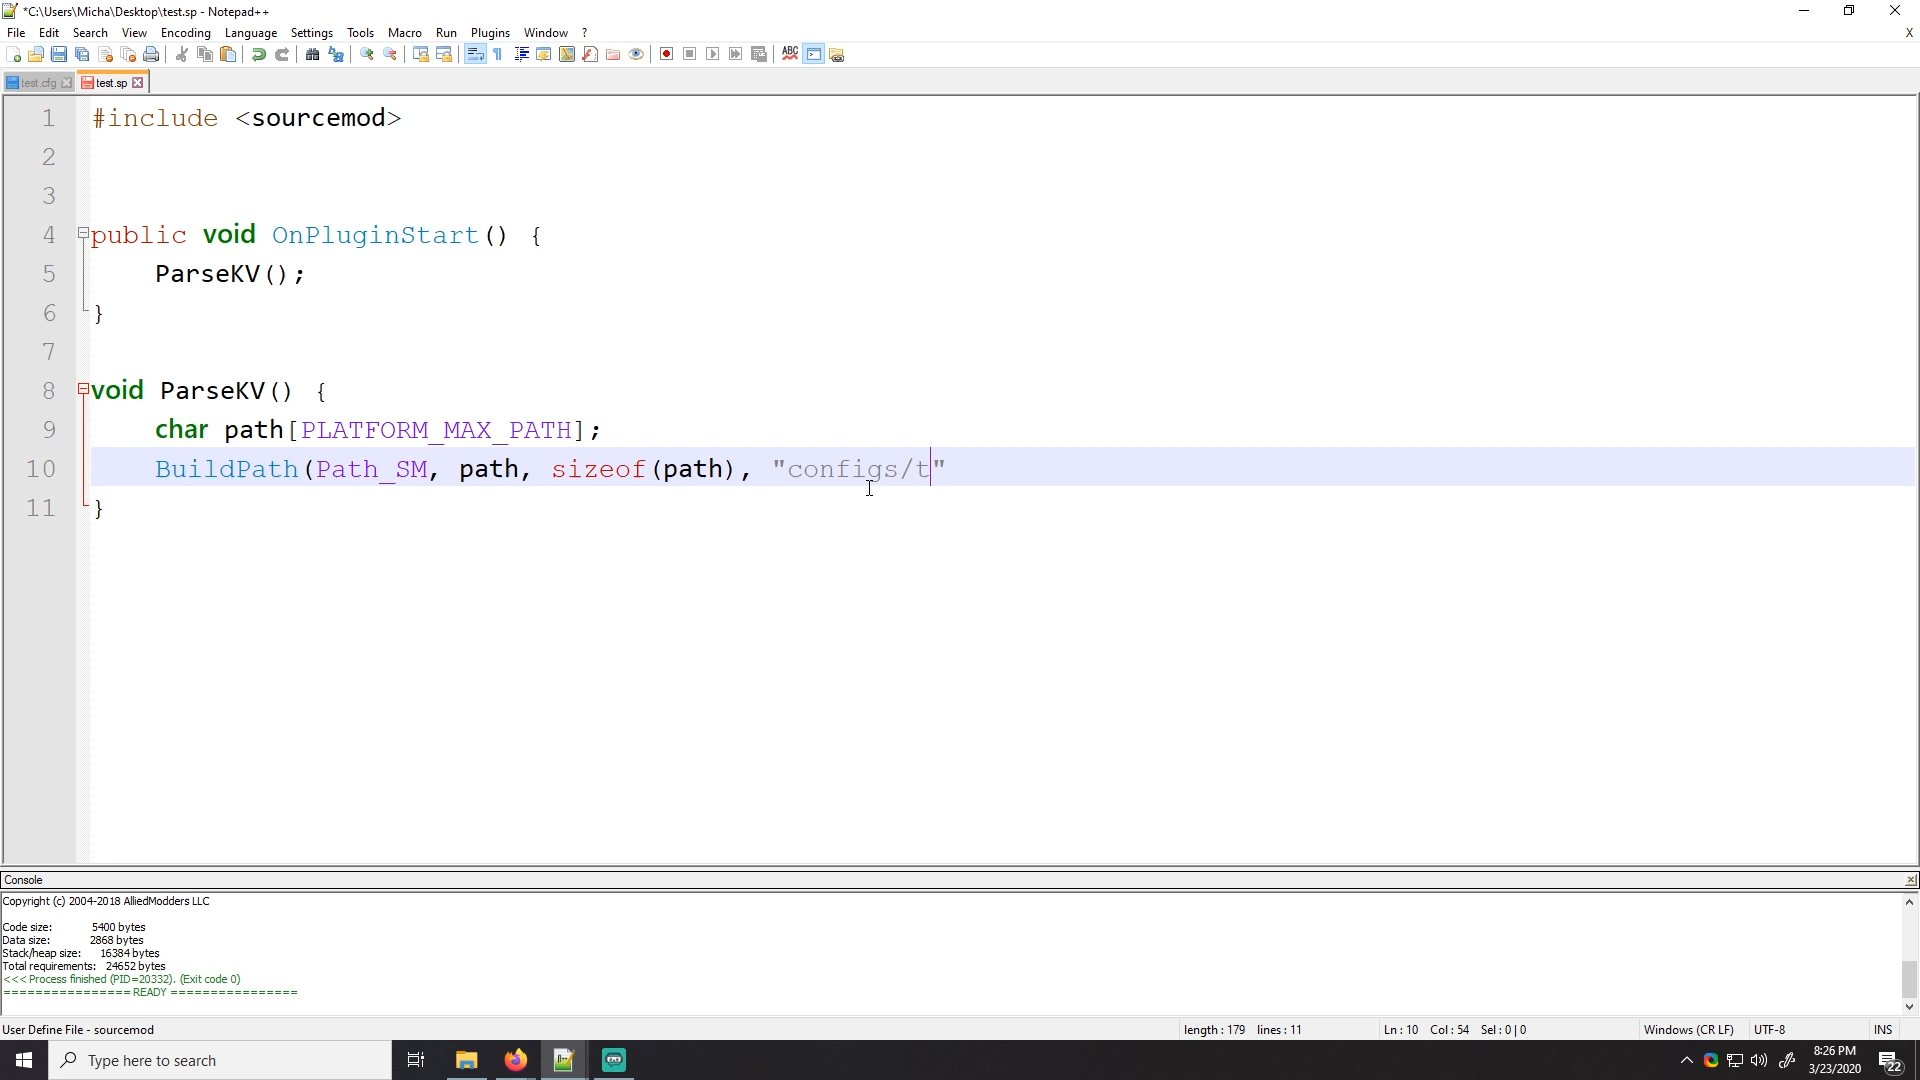 *C:\Users\Micha\Desktop\test.sp - Notepad++
File Edit Search View Encoding Language Settings Tools Macro Run Plugins Window ? X
test.cfg test.sp
1 #include <sourcemod>
2
3
4 public void OnPluginStart() {
5 ParseKV();
6 }
7
8 void ParseKV() {
9 char path[PLATFORM_MAX_PATH];
10 BuildPath(Path_SM, path, sizeof(path), "configs/t"
11 }
Console
Copyright (c) 2004-2018 AlliedModders LLC
Code size: 5400 bytes
Data size: 2868 bytes
Stack/heap size: 16384 bytes
Total requirements: 24652 bytes
<<< Process finished (PID=20332). (Exit code 0)
================ READY ================
User Define File - sourcemod length : 179 lines : 11 Ln : 10 Col : 54 Sel : 0 | 0 Windows (CR LF) UTF-8 INS
Type here to search
8:26 PM
3/23/2020
22